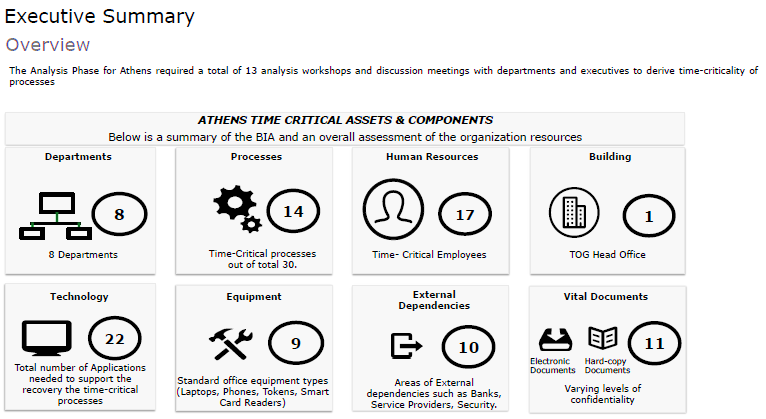 Executive Summary
Overview
The Analysis Phase for Athens required a total of 13 analysis workshops and discussion meetings with departments and executives to derive time-criticality of
processes
ATHENS TIME CRITICAL ASSETS & COMPONENTS
Below is a summary of the BIA and an overall assessment of the organization resources
Departments
8
8 Departments
Processes
14
Time-Critical processes
out of total 30.
Human Resources
17
Time- Critical Employees
Building
1
TOG Head Office
Technology
22
Total number of Applications
needed to support the
recovery the time-critical
processes
Equipment
9
Standard office equipment types
(Laptops, Phones, Tokens, Smart
Card Readers)
External
Dependencies
10
Areas of External
dependencies such as Banks,
Service Providers, Security.
Vital Documents
11
Electronic
Documents
Hard-copy
Documents
Varying levels of
confidentiality